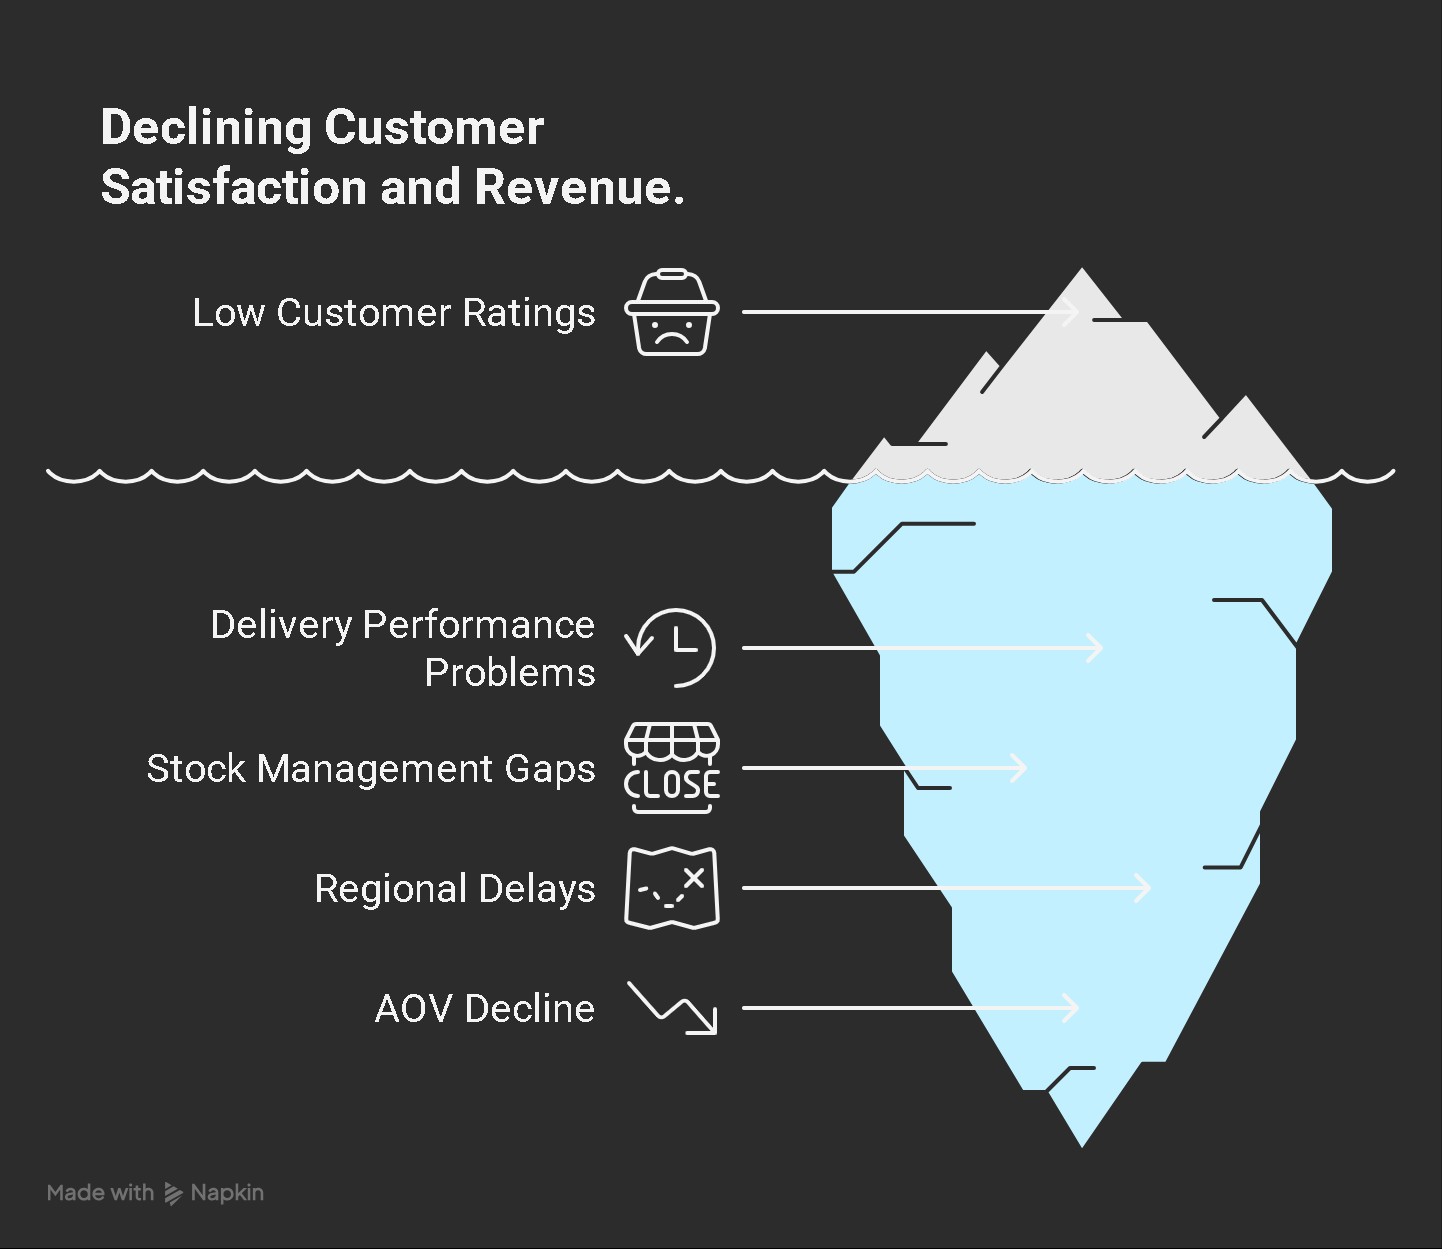 Declining Customer
Satisfaction and Revenue.
Low Customer Ratings
Delivery Performance
Problems
Stock Management Gaps
CLOSE
Regional Delays
AOV Decline
Made with Napkin